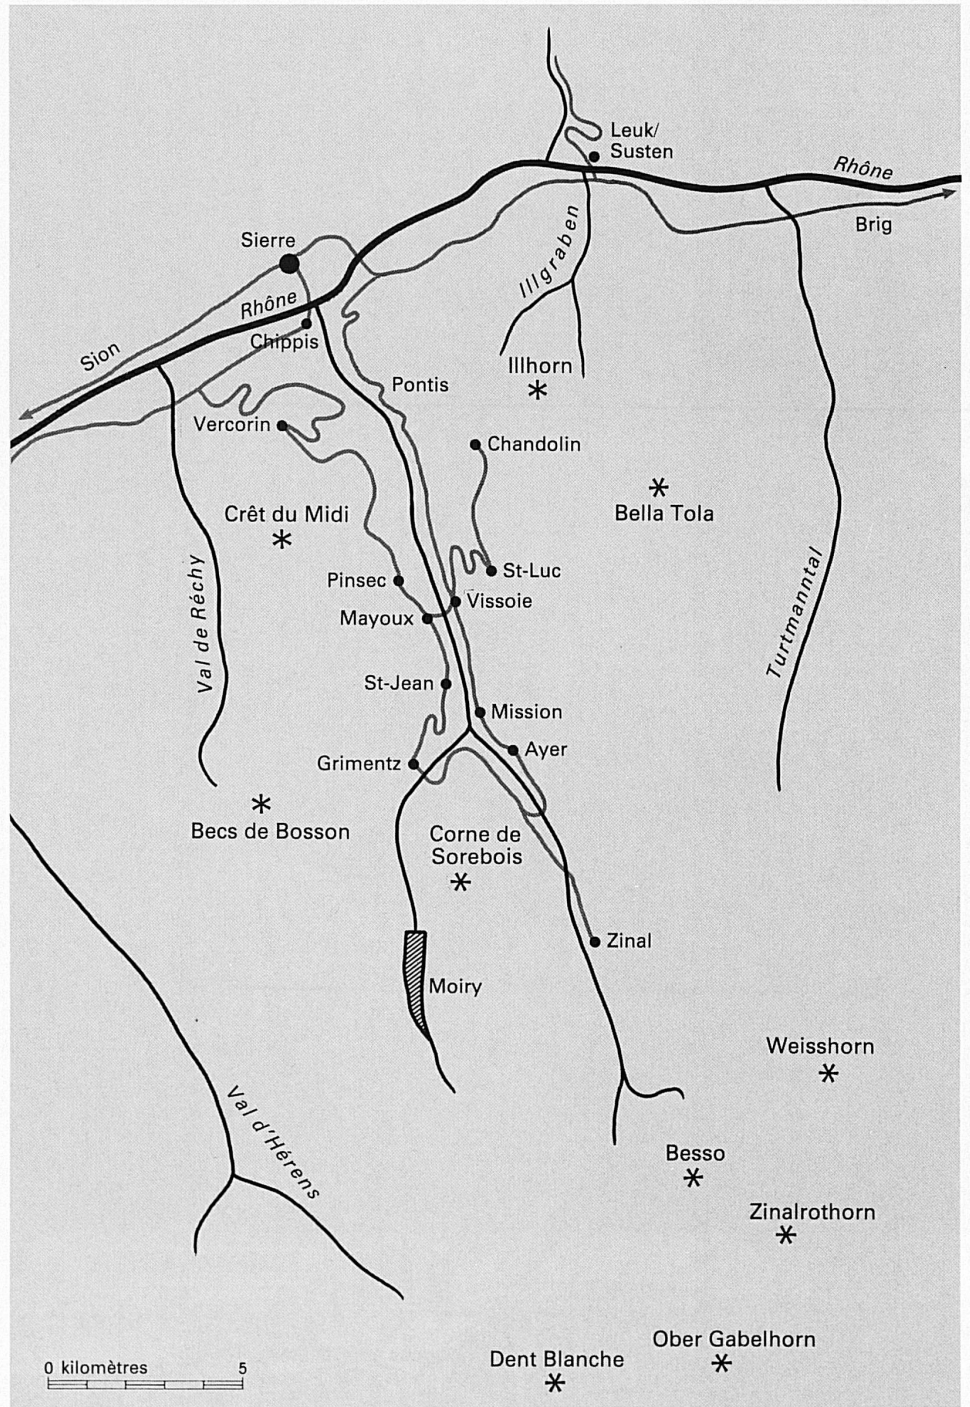 Leuk/
Susten
Rhône
Brig
Sierre
Rhône
Illgraben
Sion
Chippis
Illhorn
Pontis
Vercorin
Chandolin
Crêt du Midi
Bella Tola
Pinsec
St-Luc
Vissoie
Mayoux
Val de Réchy
Turtmanntal
St-Jean
Mission
Ayer
Grimentz
Becs de Bosson
Corne de
Sorebois
Zinal
Moiry
Weisshorn
Val d'Hérens
Besso
Zinalrothorn
Ober Gabelhorn
Dent Blanche
0 kilomètres 5